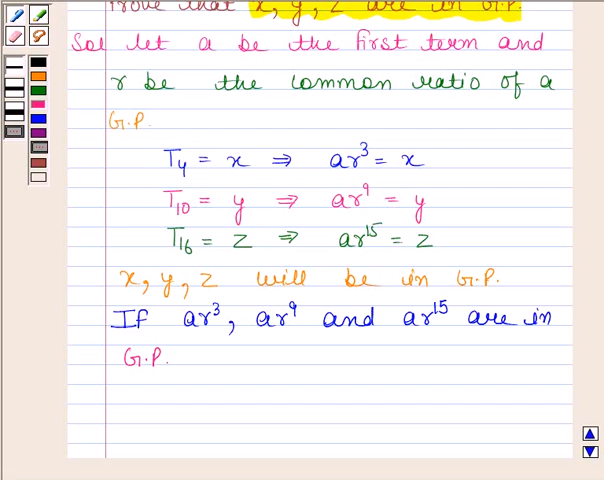 Prove that x, y, z are in G.P.
Sol let a be the first term and
r be the common ratio of a
G.P.
T₄ = x ⇒ ar³ = x
T₁₀ = y ⇒ ar⁹ = y
T₁₆ = z ⇒ ar¹⁵ = z
x, y, z will be in G.P.
If ar³, ar⁹ and ar¹⁵ are in
G.P.